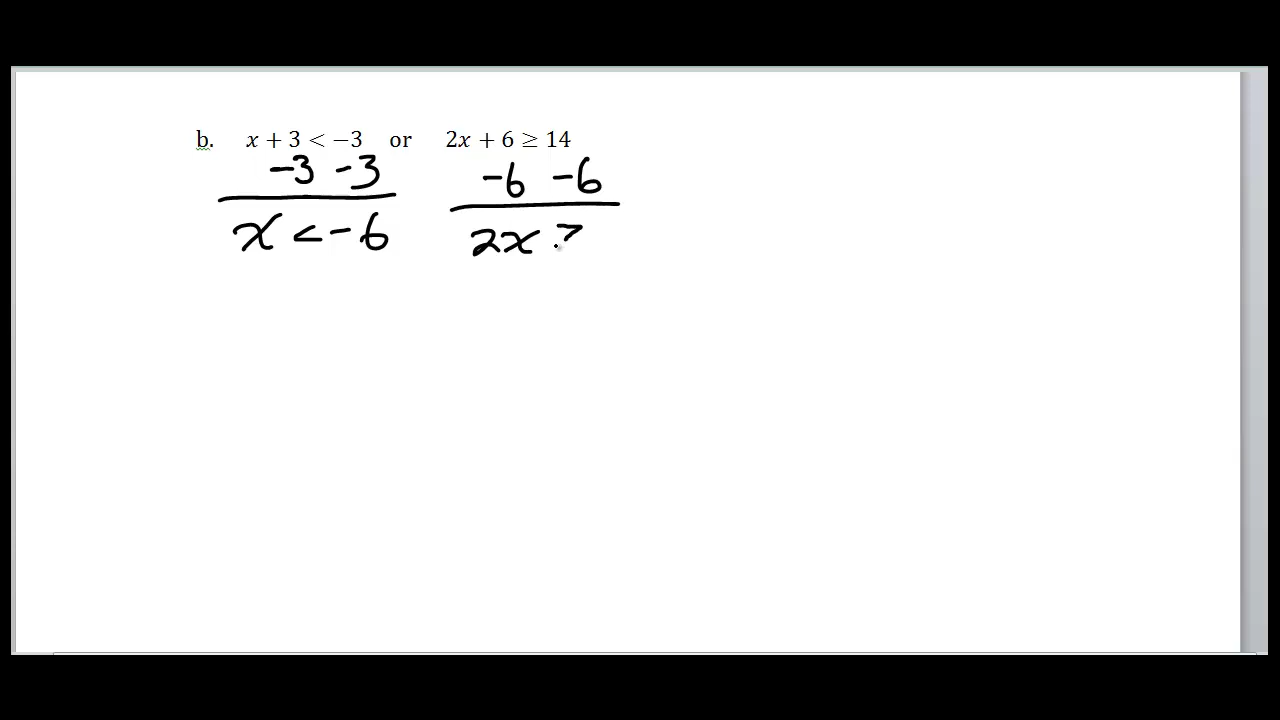 b. x + 3 < −3 or 2x + 6 ≥ 14
-3 -3 -6 -6
x < -6 2x >